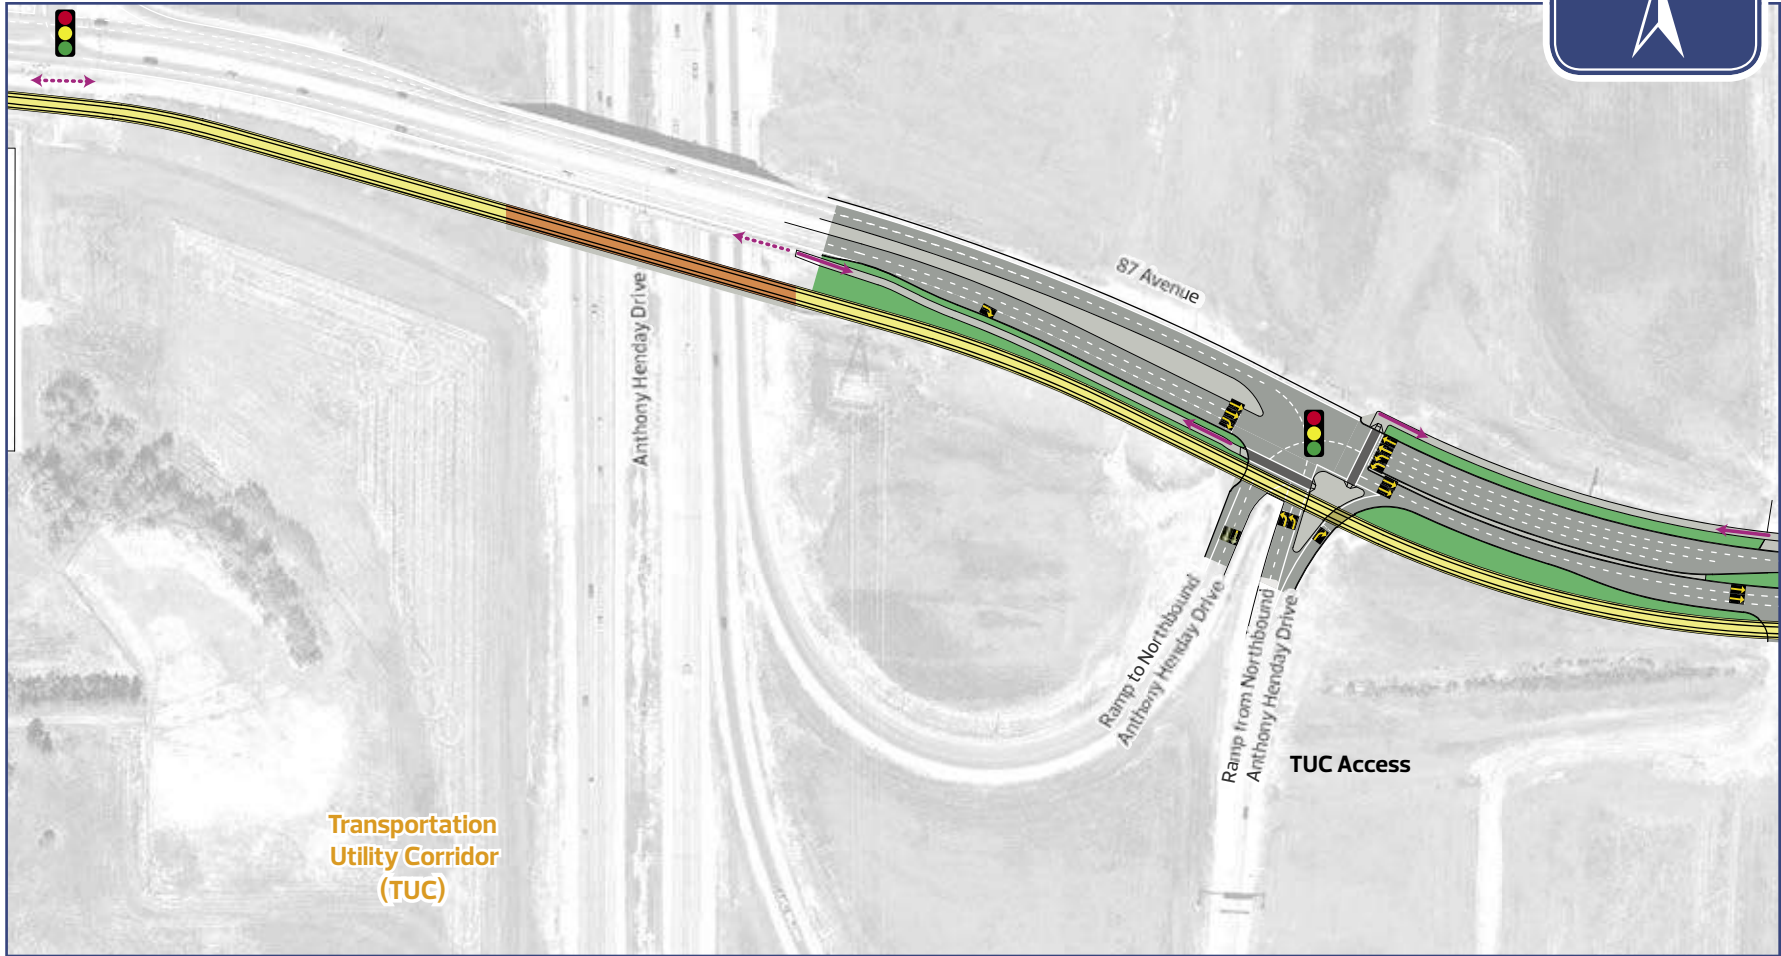 87 Avenue
Anthony Henday Drive
Ramp to Northbound
Anthony Henday Drive
Ramp from Northbound
Anthony Henday Drive
TUC Access
Transportation
Utility Corridor
(TUC)